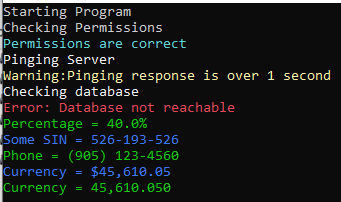 Starting Program
Checking Permissions
Permissions are correct
Pinging Server
Warning:Pinging response is over 1 second
Checking database
Error: Database not reachable
Percentage = 40.0%
Some SIN = 526-193-526
Phone = (905) 123-4560
Currency = $45,610.05
Currency = 45,610.050